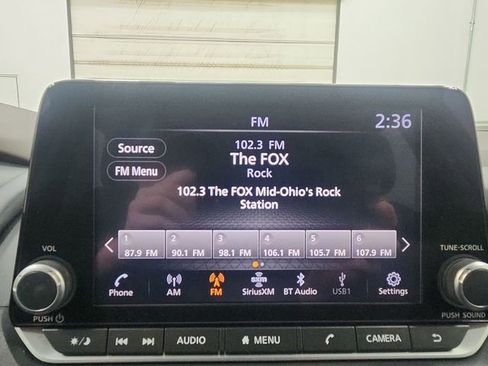 FM
2:36
Source
102.3 FM
The FOX
FM Menu
Rock
102.3 The FOX Mid-Ohio's Rock
Station
1 2 3 4 5 6
87.9 FM 90.1 FM 98.1 FM 106.1 FM 105.7 FM 107.9 FM
VOL
TUNE·SCROLL
Phone AM FM SiriusXM BT Audio USB1 Settings
PUSH
PUSH SOUND
AUDIO MENU CAMERA